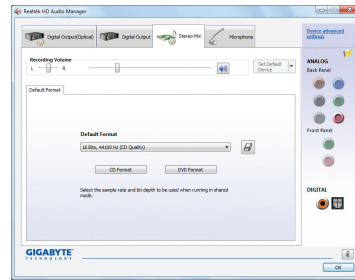 Realtek HD Audio Manager
Digital Output(Optical)
Digital Output
Stereo Mix
Microphone
Device advanced
settings
Recording Volume
L
R
Set Default
Device
ANALOG
Back Panel
Default Format
Default Format
16 Bits, 44100 Hz (CD Quality)
CD Format
DVD Format
Select the sample rate and bit depth to be used when running in shared
mode.
Front Panel
DIGITAL
GIGABYTE
TECHNOLOGY
OK